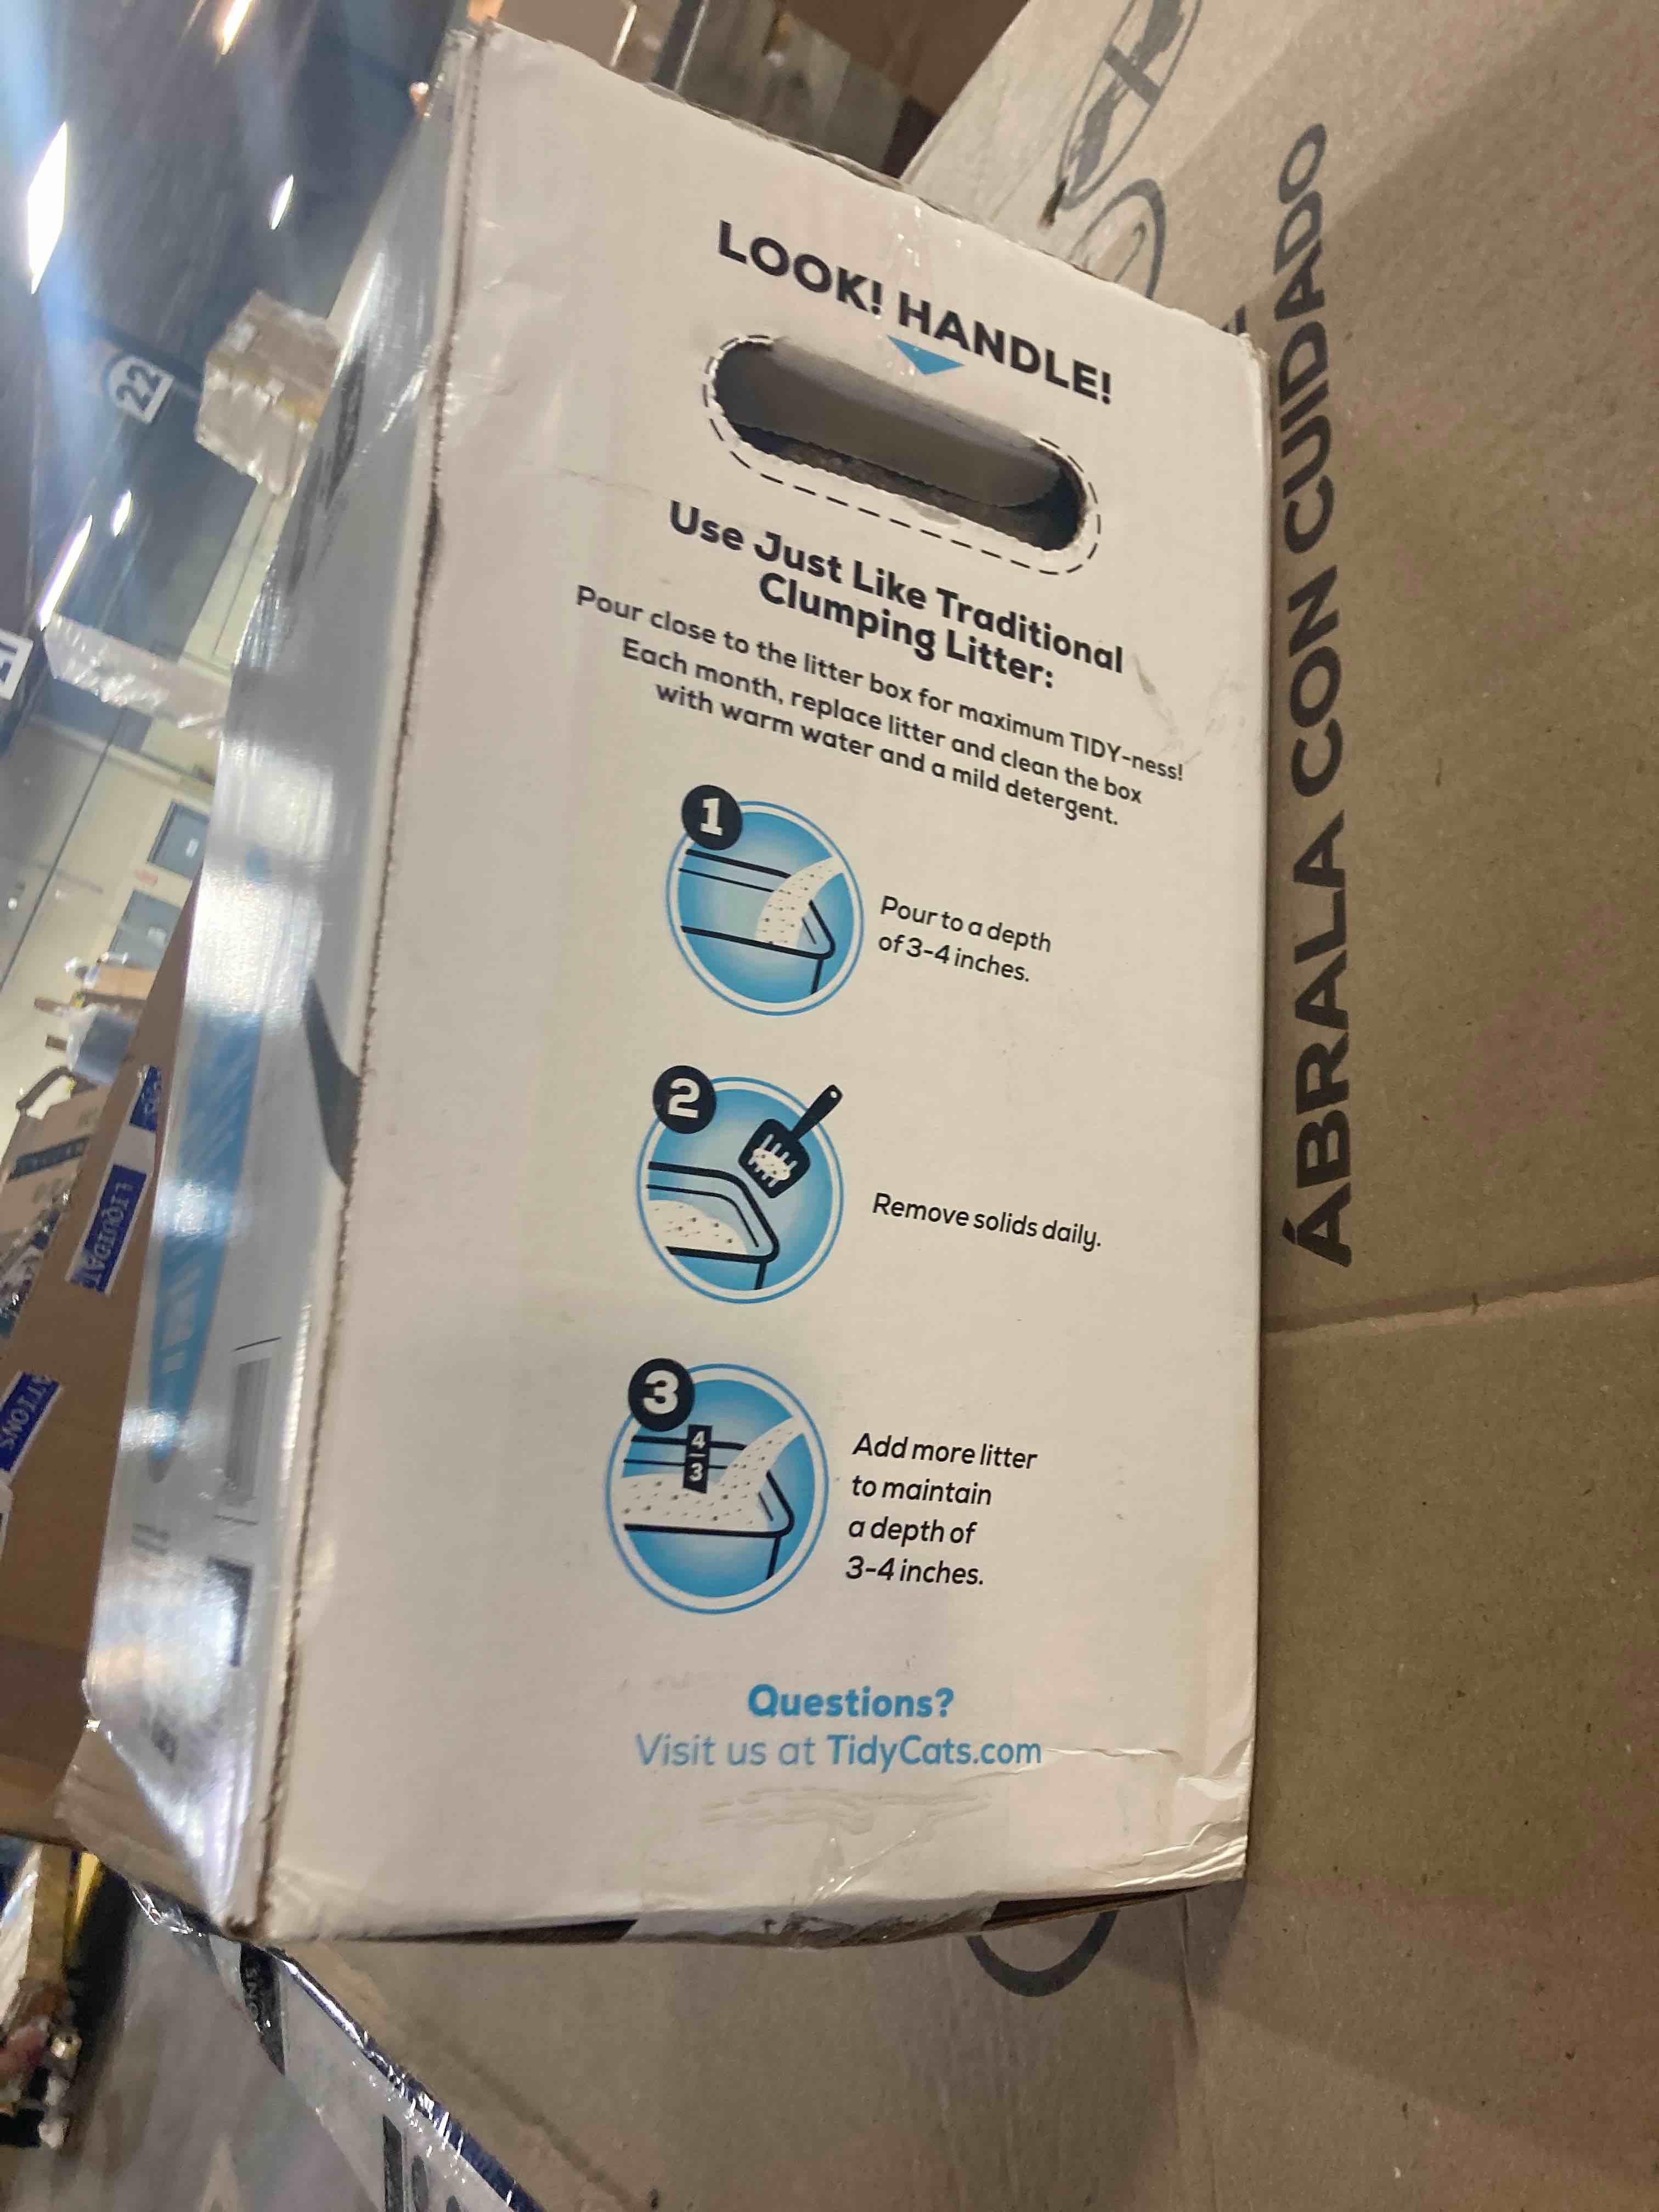 LOOK! HANDLE!
Use Just Like Traditional
Clumping Litter:
Pour close to the litter box for maximum TIDY-ness!
Each month, replace litter and clean the box
with warm water and a mild detergent.
1
Pour to a depth
of 3-4 inches.
2
Remove solids daily.
3
4
3
Add more litter
to maintain
a depth of
3-4 inches.
Questions?
Visit us at TidyCats.com
ÁBRALA CON CUIDADO
22
21
LIQUIDAT
ATIONS